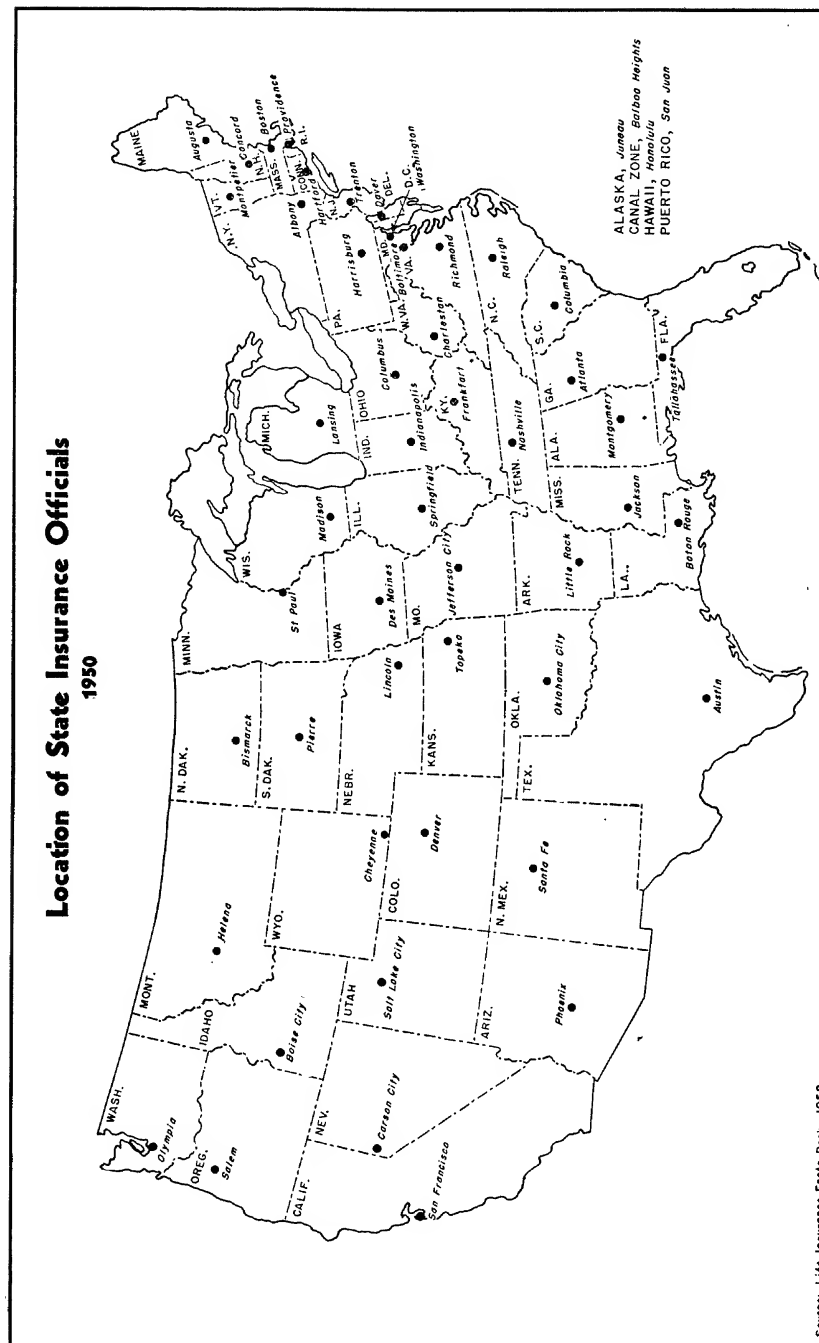 Location of State Insurance Officials
1950
WASH.
Olympia
OREG.
Salem
CALIF.
San Francisco
NEV.
Carson City
IDAHO
Boise City
MONT.
Helena
WYO.
Cheyenne
UTAH
Salt Lake City
COLO.
Denver
ARIZ.
Phoenix
N. MEX.
Santa Fe
N. DAK.
Bismarck
S. DAK.
Pierre
NEBR.
Lincoln
KANS.
Topeka
OKLA.
Oklahoma City
TEX.
Austin
MINN.
St Paul
IOWA
Des Moines
MO.
Jefferson City
ARK.
Little Rock
LA.
Baton Rouge
WIS.
Madison
ILL.
Springfield
MICH.
Lansing
IND.
Indianapolis
OHIO
Columbus
KY.
Frankfort
TENN.
Nashville
MISS.
Jackson
ALA.
Montgomery
GA.
Atlanta
FLA.
Tallahassee
S.C.
Columbia
N.C.
Raleigh
VA.
Richmond
W.VA.
Charleston
PA.
Harrisburg
MD.
Baltimore
D.C.
Washington
DEL.
Dover
N.J.
Trenton
N.Y.
Albany
CONN.
Hartford
R.I.
Providence
MASS.
Boston
VT.
Montpelier
N.H.
Concord
MAINE
Augusta
ALASKA, Juneau
CANAL ZONE, Balboa Heights
HAWAII, Honolulu
PUERTO RICO, San Juan